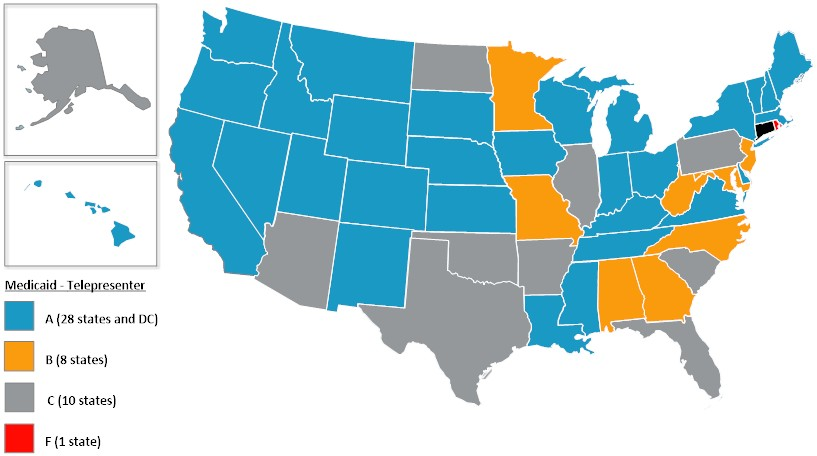 Medicaid - Telepresenter
A (28 states and DC)
B (8 states)
C (10 states)
F (1 state)